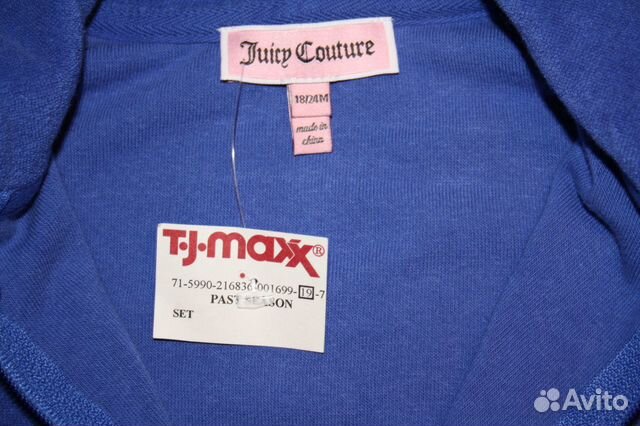 Juicy Couture
18/24M
made in
china
T·J·maxx®
71-5990-216836-001699-19-7
PAST SEASON
SET
Avito